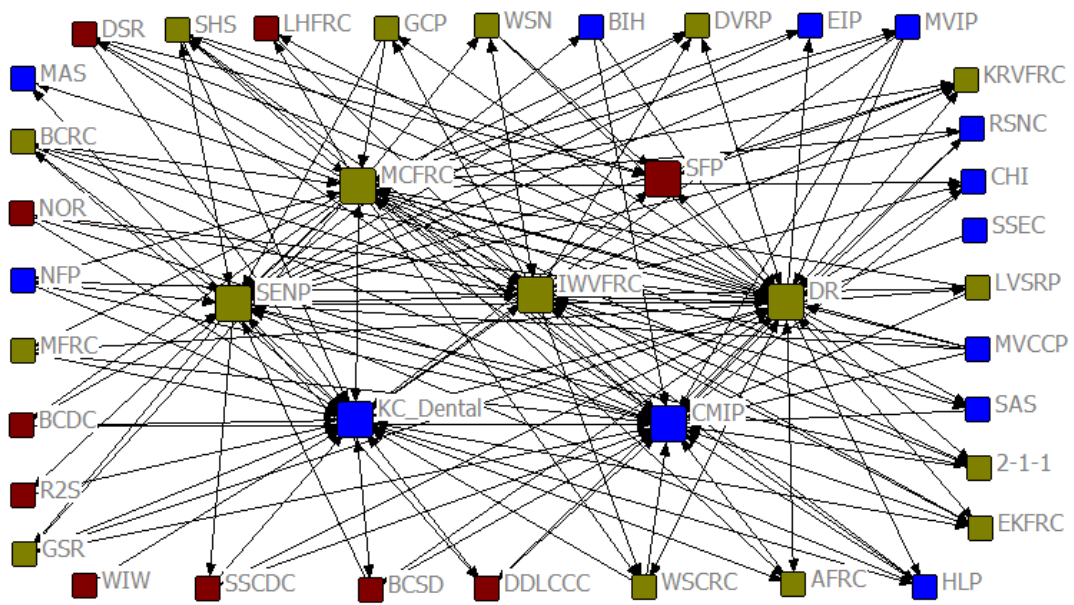 DSR
SHS
LHFRC
GCP
WSN
BIH
DVRP
EIP
MVIP
MAS
KRVFRC
BCRC
RSNC
MCFRC
SFP
CHI
NOR
SSEC
NFP
SENP
IWVFRC
DR
LVSRP
MFRC
MVCCP
BCDC
KC_Dental
CMIP
SAS
2-1-1
R2S
EKFRC
GSR
WIW
SSCDC
BCSD
DDLCCC
WSCRC
AFRC
HLP